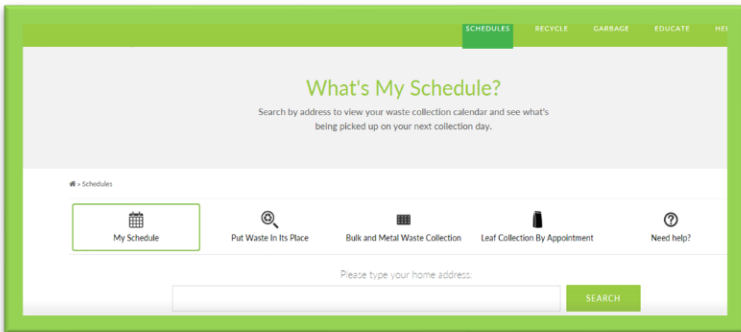 SCHEDULES RECYCLE GARBAGE EDUCATE
What's My Schedule?
Search by address to view your waste collection calendar and see what's
being picked up on your next collection day.
» Schedules
My Schedule Put Waste In Its Place Bulk and Metal Waste Collection Leaf Collection By Appointment Need help?
Please type your home address:
SEARCH